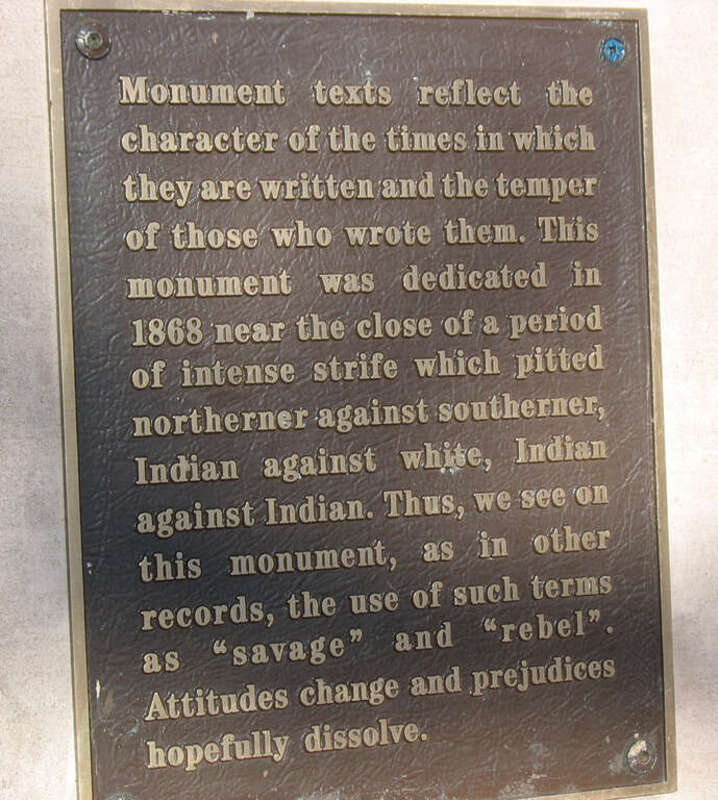 Monument texts reflect the
character of the times in which
they are written and the temper
of those who wrote them. This
monument was dedicated in
1868 near the close of a period
of intense strife which pitted
northerner against southerner,
Indian against white, Indian
against Indian. Thus, we see on
this monument, as in other
records, the use of such terms
as “savage” and “rebel”.
Attitudes change and prejudices
hopefully dissolve.